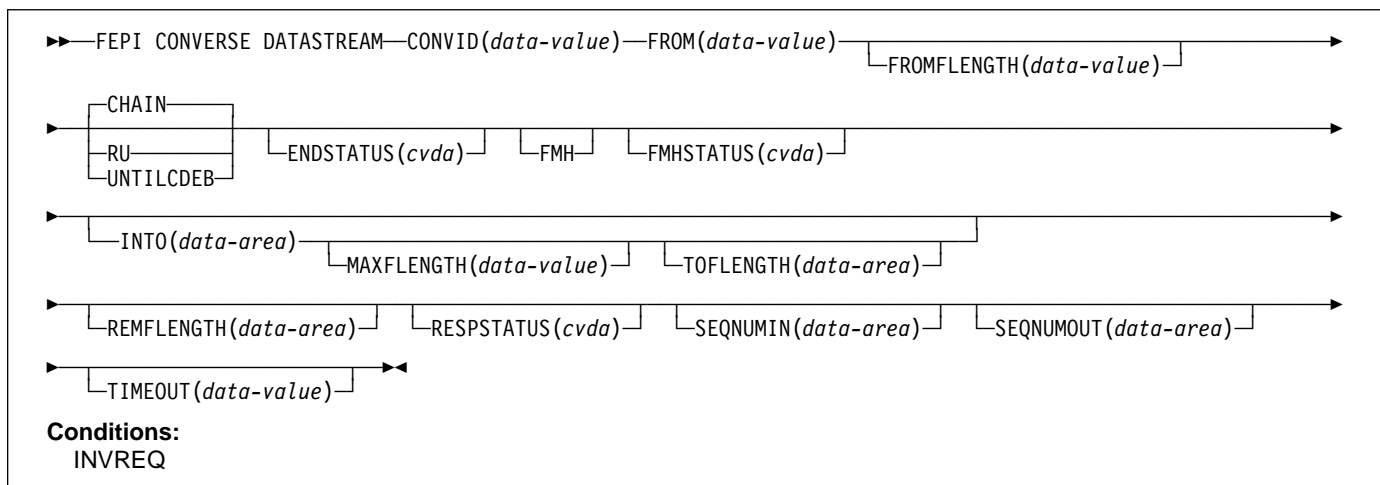 FEPI CONVERSE DATASTREAM CONVID(data-value) FROM(data-value)
FROMFLENGTH(data-value)
CHAIN
RU
UNTILCDEB
ENDSTATUS(cvda) FMH FMHSTATUS(cvda)
INTO(data-area)
MAXFLENGTH(data-value) TOFLENGTH(data-area)
REMFLENGTH(data-area) RESPSTATUS(cvda) SEQNUMIN(data-area) SEQNUMOUT(data-area)
TIMEOUT(data-value)
Conditions:
INVREQ